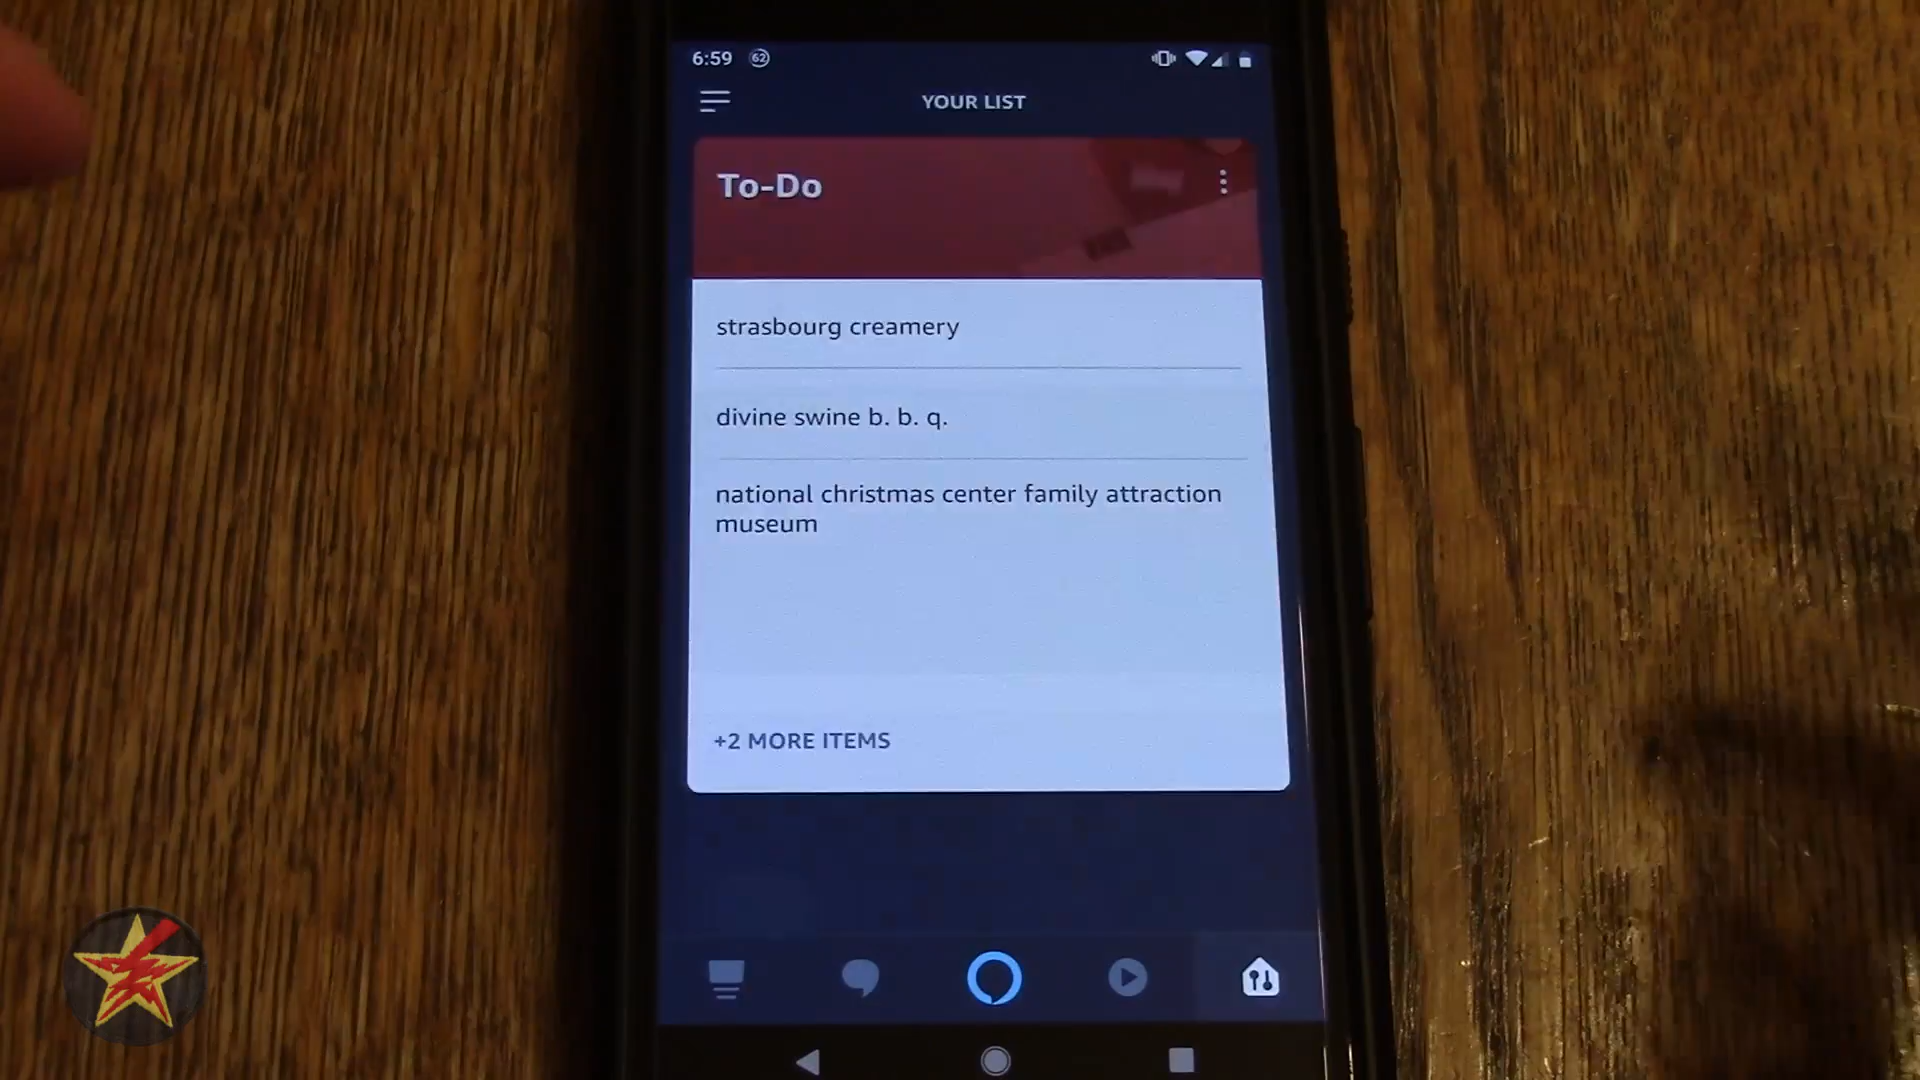 6:59 62
YOUR LIST
To-Do
strasbourg creamery
divine swine b. b. q.
national christmas center family attraction
museum
+2 MORE ITEMS